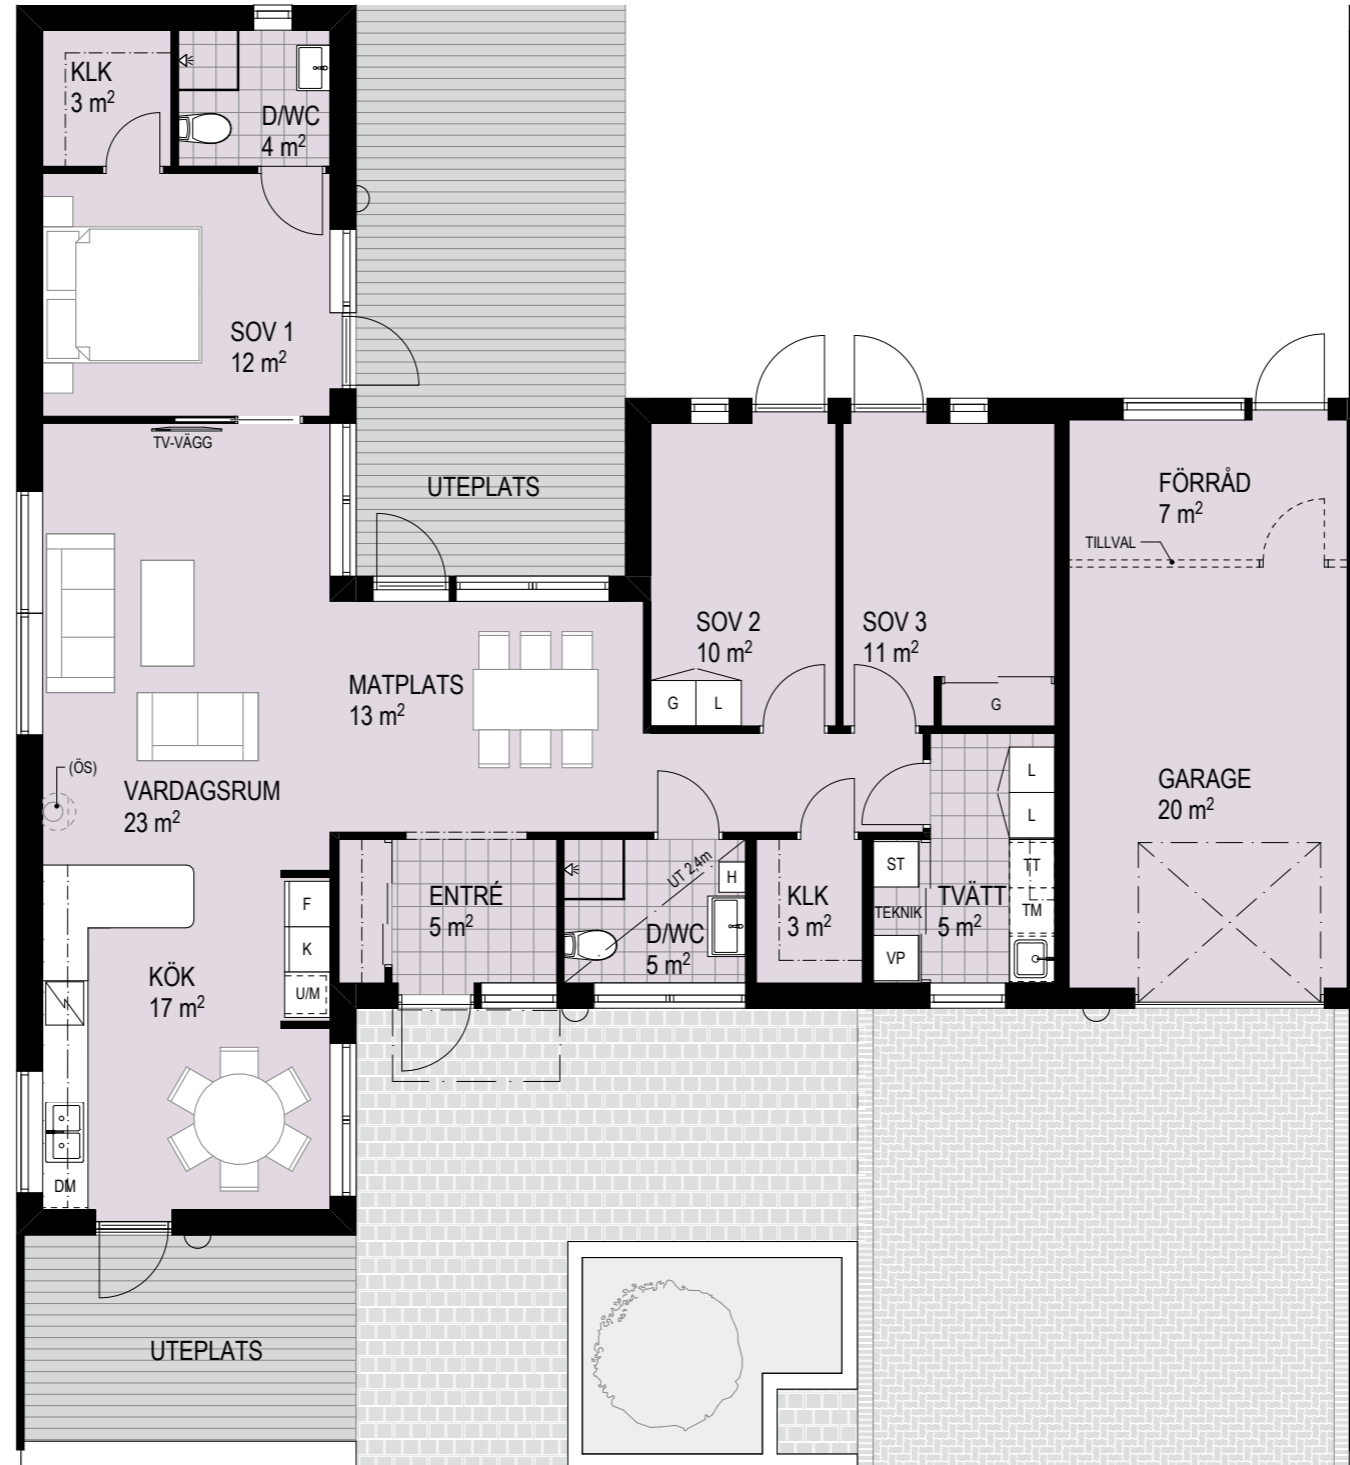 KLK
3 m²
D/WC
4 m²
SOV 1
12 m²
TV-VÄGG
UTEPLATS
FÖRRÅD
7 m²
TILLVAL
SOV 2
10 m²
SOV 3
11 m²
G
L
G
MATPLATS
13 m²
(ÖS)
VARDAGSRUM
23 m²
GARAGE
20 m²
L
L
ENTRÉ
5 m²
UT 2,4m
H
D/WC
5 m²
KLK
3 m²
ST
TEKNIK
VP
TVÄTT
5 m²
TT
TM
F
K
U/M
KÖK
17 m²
DM
UTEPLATS